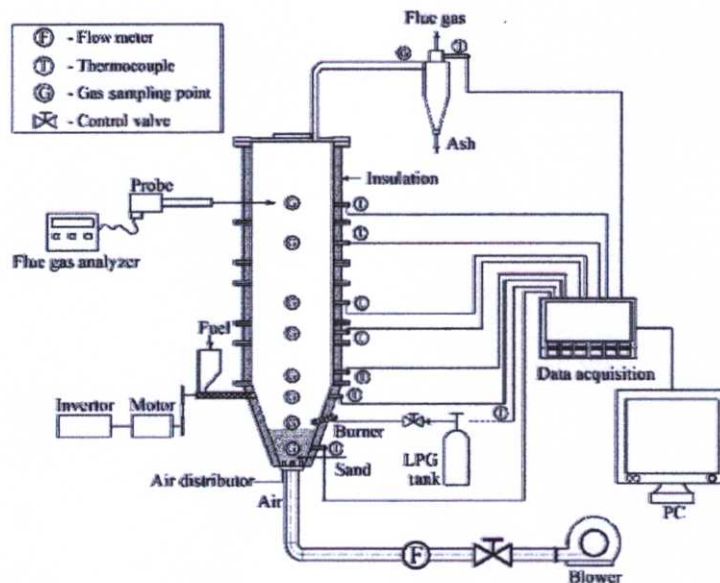 Flue gas
F - Flow meter
T - Thermocouple
G - Gas sampling point
- Control valve
G
T
Ash
Insulation
Probe
G
G
Flue gas analyzer
G
Fuel
G
Data acquisition
G
Invertor
Motor
G
G
Burner
LPG
tank
G
T
Sand
Air distributor
Air
PC
F
Blower